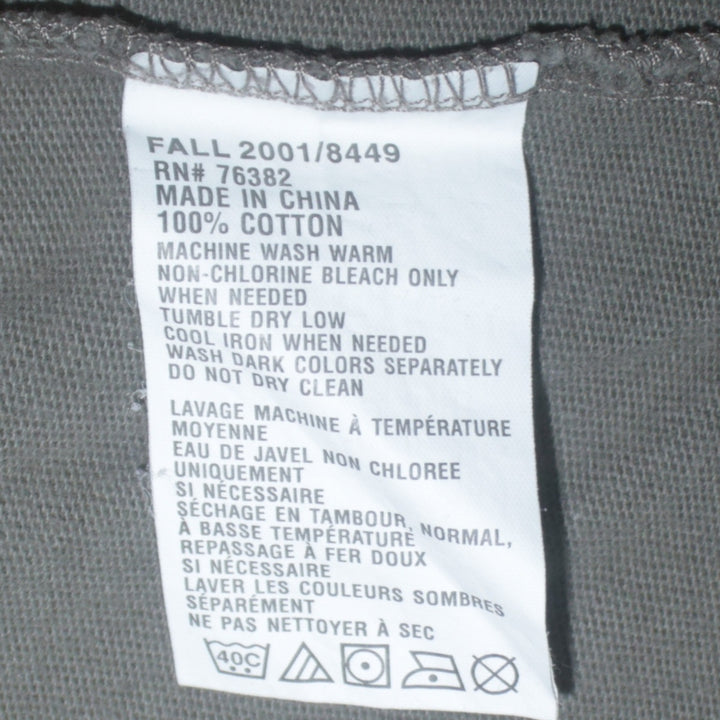 FALL 2001/8449
RN# 76382
MADE IN CHINA
100% COTTON
MACHINE WASH WARM
NON-CHLORINE BLEACH ONLY
WHEN NEEDED
TUMBLE DRY LOW
COOL IRON WHEN NEEDED
WASH DARK COLORS SEPARATELY
DO NOT DRY CLEAN
LAVAGE MACHINE À TEMPÉRATURE
MOYENNE
EAU DE JAVEL NON CHLOREE
UNIQUEMENT
SI NÉCESSAIRE
SÉCHAGE EN TAMBOUR, NORMAL,
À BASSE TEMPÉRATURE
REPASSAGE À FER DOUX
SI NÉCESSAIRE
LAVER LES COULEURS SOMBRES
SÉPARÉMENT
NE PAS NETTOYER À SEC
40C